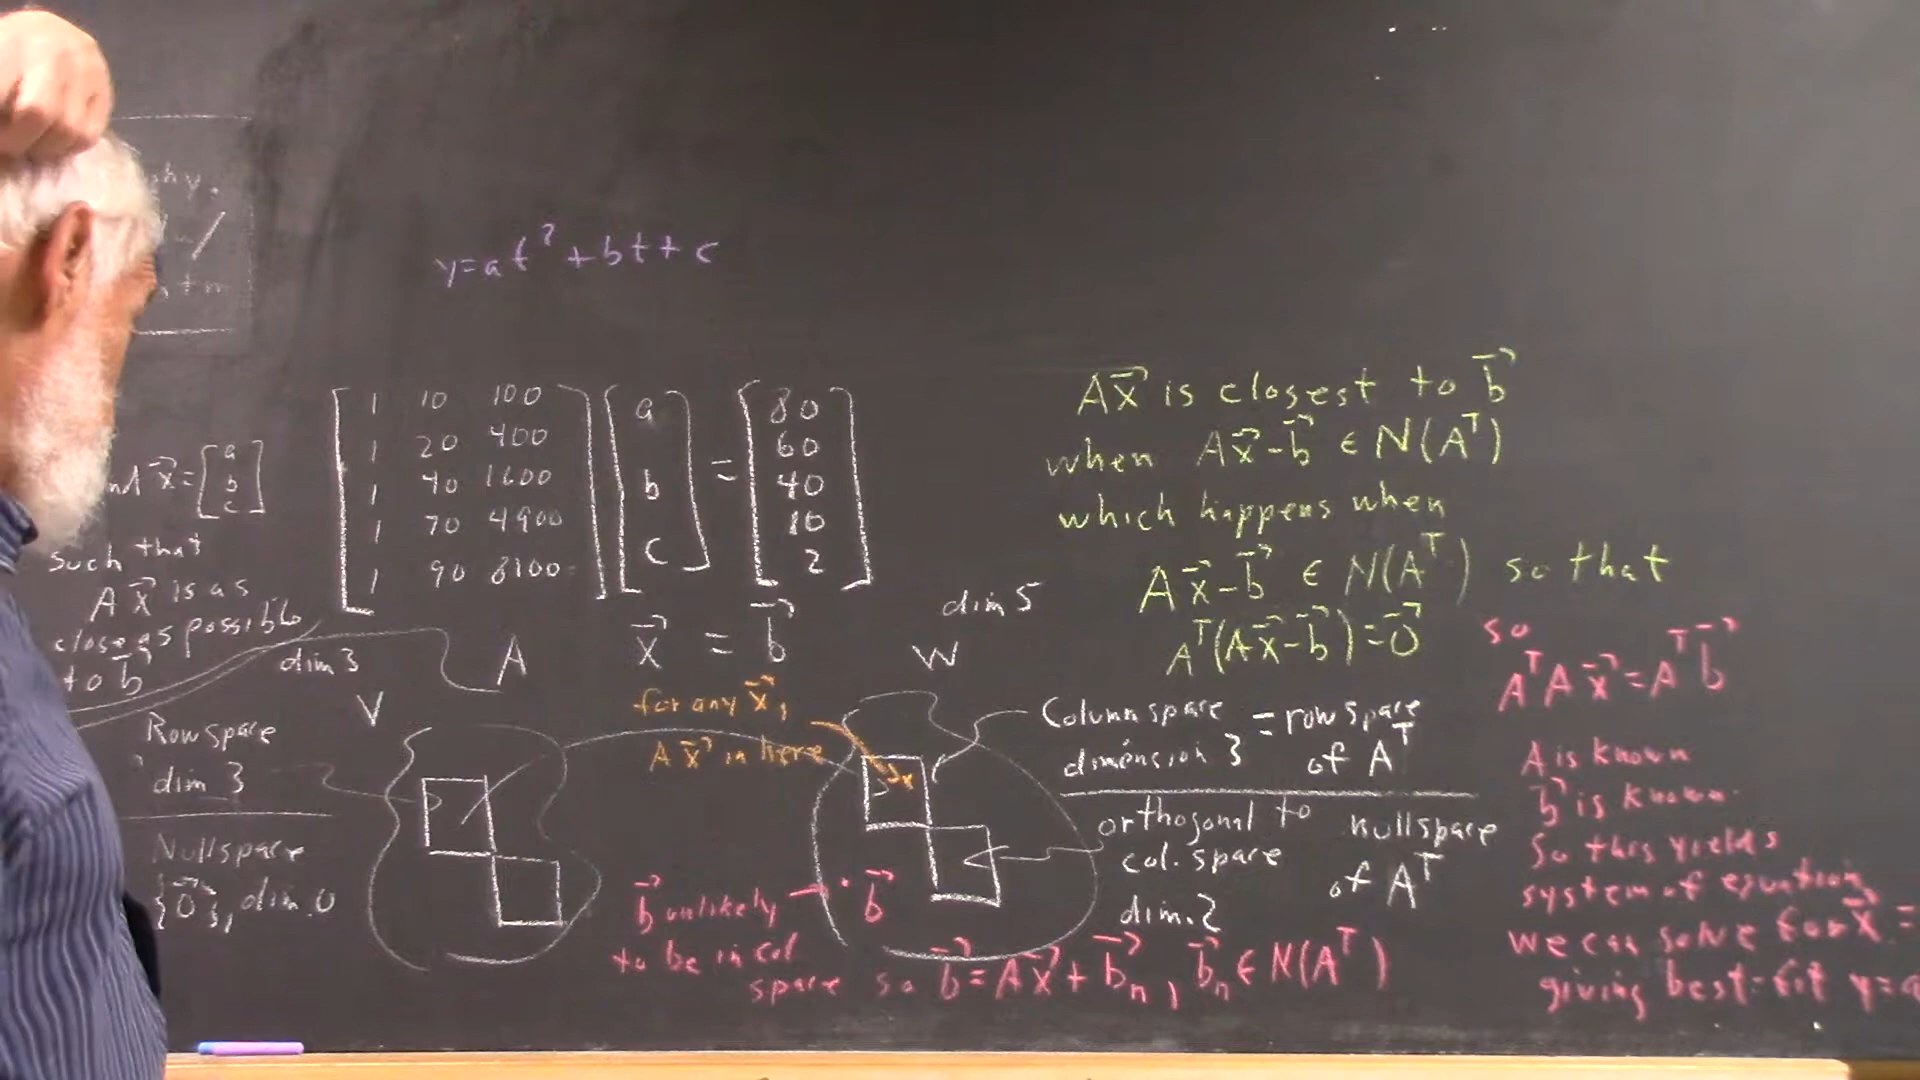 y=at²+bt+c
x⃗ = [a b c]
such that
Ax⃗ is as
close as possible
to b⃗
1 10 100
1 20 400
1 40 1600
1 70 4900
1 90 8100
a
b
c
=
80
60
40
10
2
A x⃗ = b⃗
dim 3
V
Row space
dim 3
Nullspace
{0⃗}, dim. 0
for any x⃗,
Ax⃗ in here
dim 5
W
b⃗ unlikely
to be in col
space so b⃗ = Ax⃗ + b⃗n, b⃗n ∈ N(Aᵀ)
b⃗
Column space = row space
dimension 3 of Aᵀ
orthogonal to nullspace
col. space of Aᵀ
dim. 2
Ax⃗ is closest to b⃗
when Ax⃗-b⃗ ∈ N(Aᵀ)
which happens when
Ax⃗-b⃗ ∈ N(Aᵀ) so that
Aᵀ(Ax⃗-b⃗)=0⃗
so
AᵀAx⃗=Aᵀb⃗
A is known
b⃗ is known
So this yields
system of equations
we can solve for x⃗ =
giving best-fit y=a